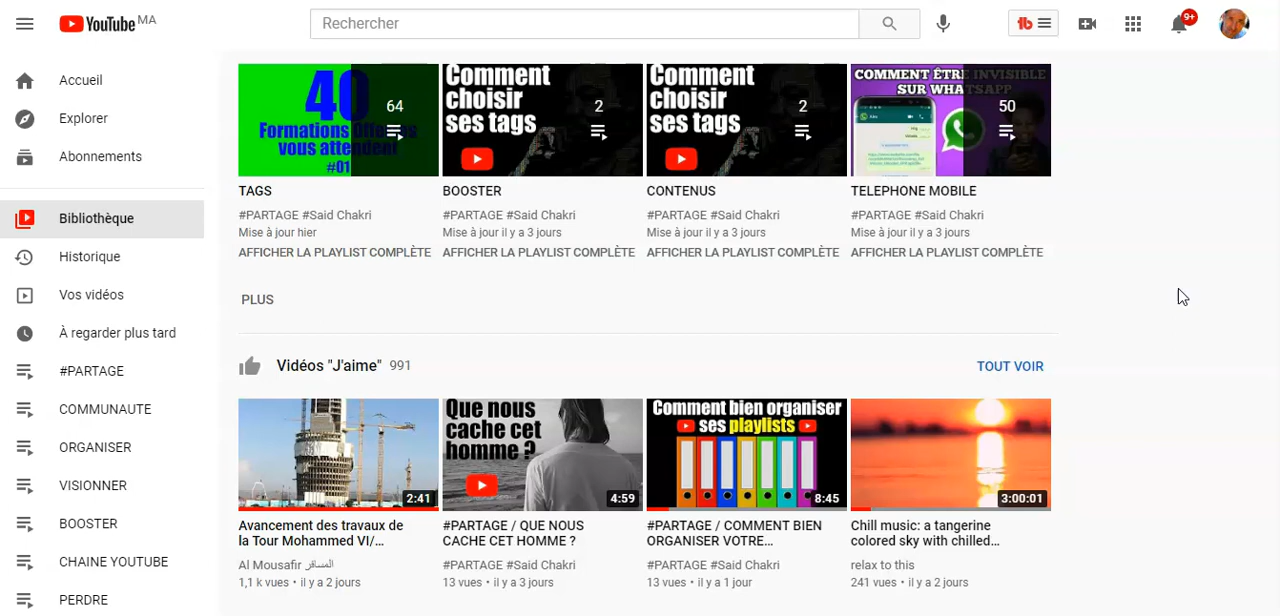 YouTube MA
Rechercher
9+
Accueil
Explorer
Abonnements
Bibliothèque
Historique
Vos vidéos
À regarder plus tard
#PARTAGE
COMMUNAUTE
ORGANISER
VISIONNER
BOOSTER
CHAINE YOUTUBE
PERDRE
40
Formations Offertes
vous attendent
#01
64
TAGS
#PARTAGE #Said Chakri
Mise à jour hier
AFFICHER LA PLAYLIST COMPLÈTE
Comment
choisir
ses tags
2
BOOSTER
#PARTAGE #Said Chakri
Mise à jour il y a 3 jours
AFFICHER LA PLAYLIST COMPLÈTE
Comment
choisir
ses tags
2
CONTENUS
#PARTAGE #Said Chakri
Mise à jour il y a 3 jours
AFFICHER LA PLAYLIST COMPLÈTE
COMMENT ÊTRE INVISIBLE
SUR WHATSAPP
50
TELEPHONE MOBILE
#PARTAGE #Said Chakri
Mise à jour il y a 3 jours
AFFICHER LA PLAYLIST COMPLÈTE
PLUS
Vidéos "J'aime" 991
TOUT VOIR
2:41
Avancement des travaux de
la Tour Mohammed VI/...
Al Mousafir المسافر
1,1 k vues • il y a 2 jours
Que nous
cache cet
homme ?
4:59
#PARTAGE / QUE NOUS
CACHE CET HOMME ?
#PARTAGE #Said Chakri
13 vues • il y a 3 jours
Comment bien organiser
ses playlists
8:45
#PARTAGE / COMMENT BIEN
ORGANISER VOTRE...
#PARTAGE #Said Chakri
13 vues • il y a 1 jour
3:00:01
Chill music: a tangerine
colored sky with chilled...
relax to this
241 vues • il y a 2 jours